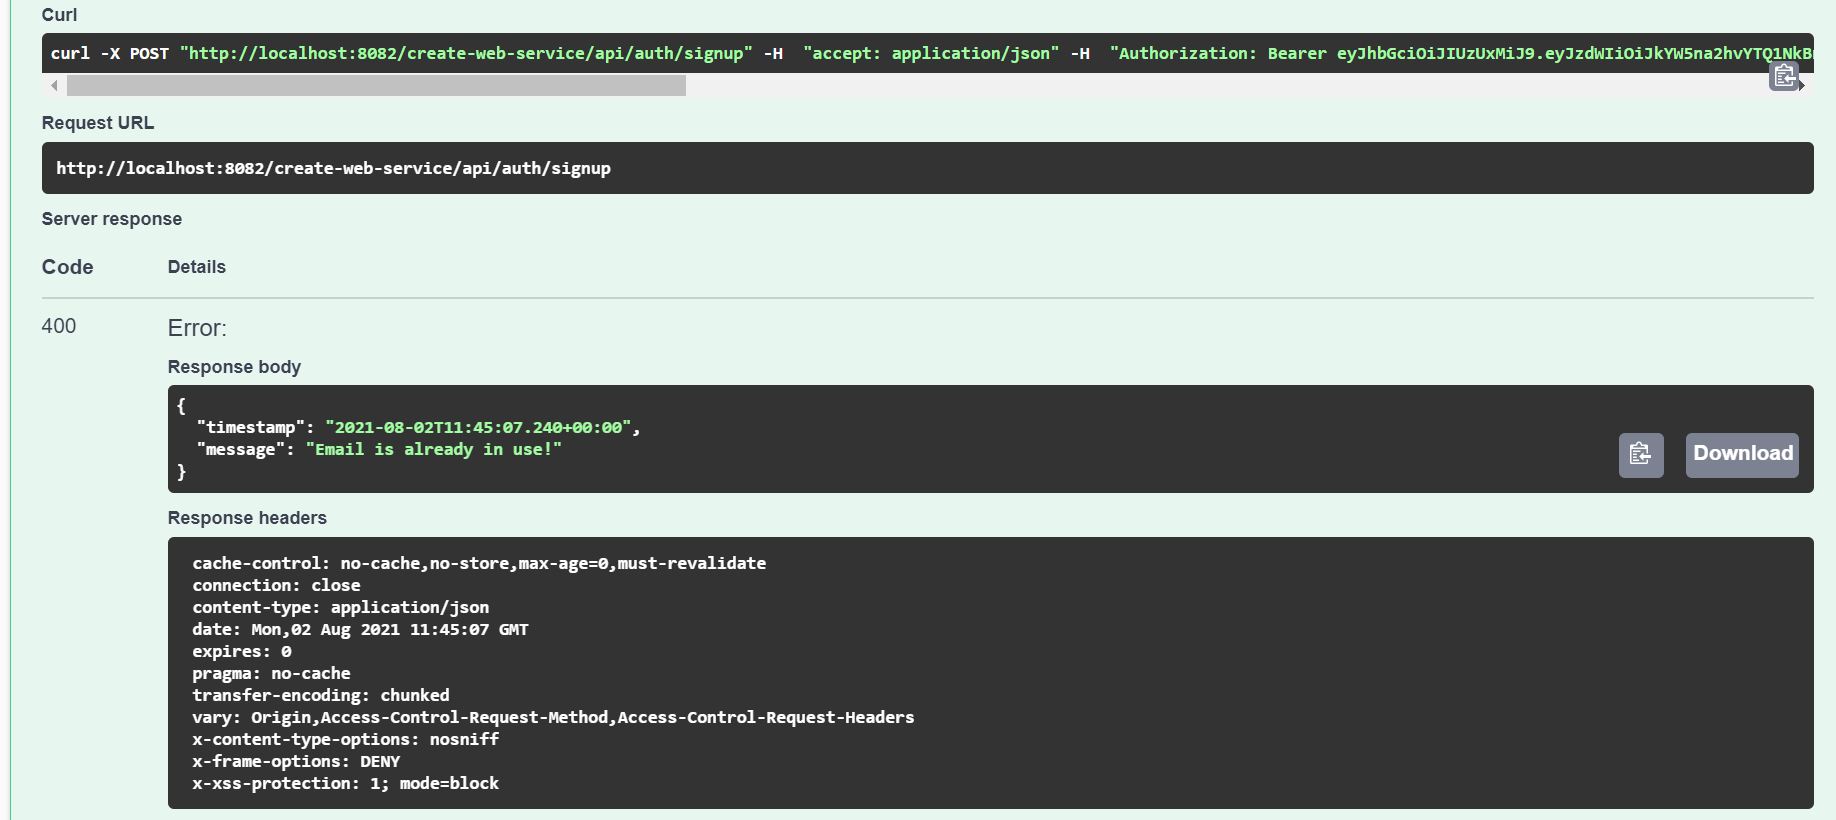 Curl
curl -X POST "http://localhost:8082/create-web-service/api/auth/signup" -H  "accept: application/json" -H  "Authorization: Bearer eyJhbGciOiJIUzUxMiJ9.eyJzdWIiOiJkYW5na2hvYTQ1NkB
Request URL
http://localhost:8082/create-web-service/api/auth/signup
Server response
Code Details
400 Error:
Response body
{
"timestamp": "2021-08-02T11:45:07.240+00:00",
"message": "Email is already in use!"
}
Download
Response headers
cache-control: no-cache,no-store,max-age=0,must-revalidate
connection: close
content-type: application/json
date: Mon,02 Aug 2021 11:45:07 GMT
expires: 0
pragma: no-cache
transfer-encoding: chunked
vary: Origin,Access-Control-Request-Method,Access-Control-Request-Headers
x-content-type-options: nosniff
x-frame-options: DENY
x-xss-protection: 1; mode=block